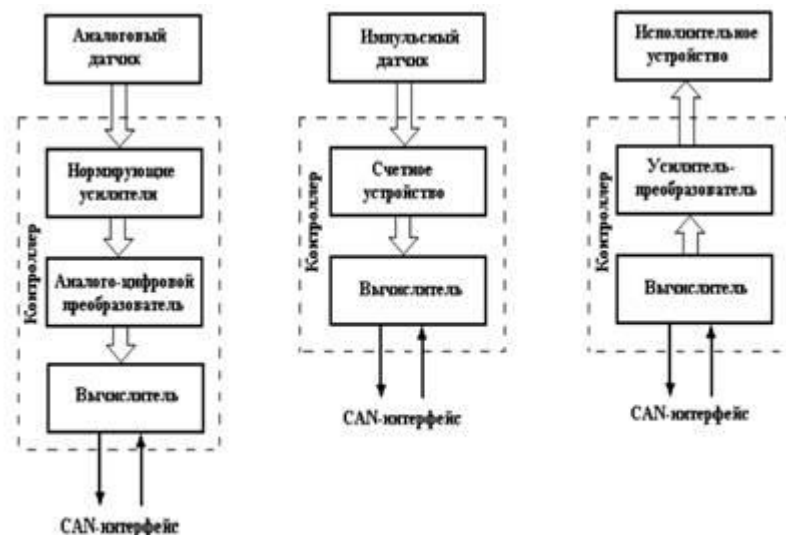 Аналоговый
датчик
Контроллер
Нормирующие
усилители
Аналого-цифровой
преобразователь
Вычислитель
CAN-интерфейс
Импульсный
датчик
Контроллер
Счетное
устройство
Вычислитель
CAN-интерфейс
Исполнительное
устройство
Контроллер
Усилитель-
преобразователь
Вычислитель
CAN-интерфейс